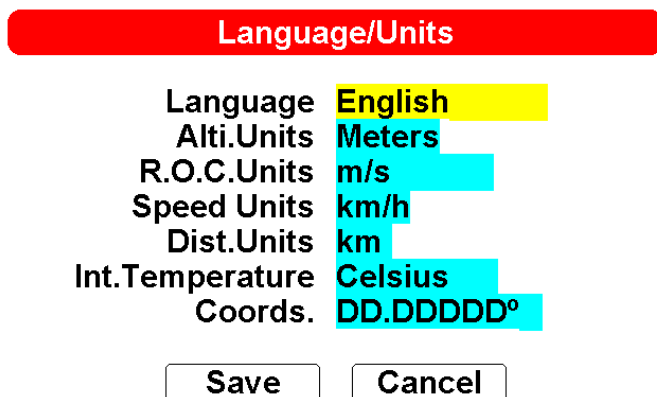 Language/Units
Language English
Alti.Units Meters
R.O.C.Units m/s
Speed Units km/h
Dist.Units km
Int.Temperature Celsius
Coords. DD.DDDDDº
Save Cancel